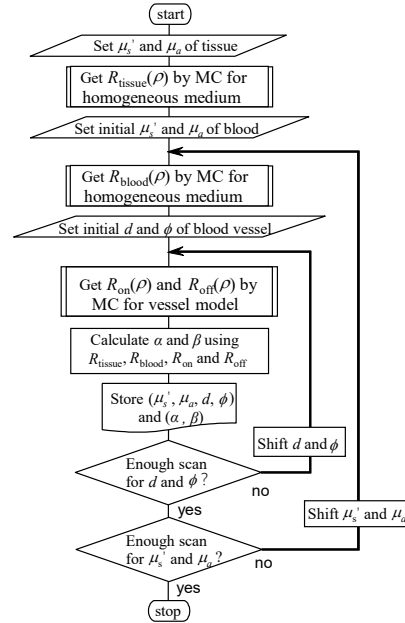 start
Set μs' and μa of tissue
Get Rtissue(ρ) by MC for
homogeneous medium
Set initial μs' and μa of blood
Get Rblood(ρ) by MC for
homogeneous medium
Set initial d and ϕ of blood vessel
Get Ron(ρ) and Roff(ρ) by
MC for vessel model
Calculate α and β using
Rtissue, Rblood, Ron and Roff
Store (μs', μa, d, ϕ)
and (α, β)
Shift d and ϕ
Enough scan
for d and ϕ?
no
yes
Shift μs' and μa
Enough scan
for μs' and μa?
no
yes
stop